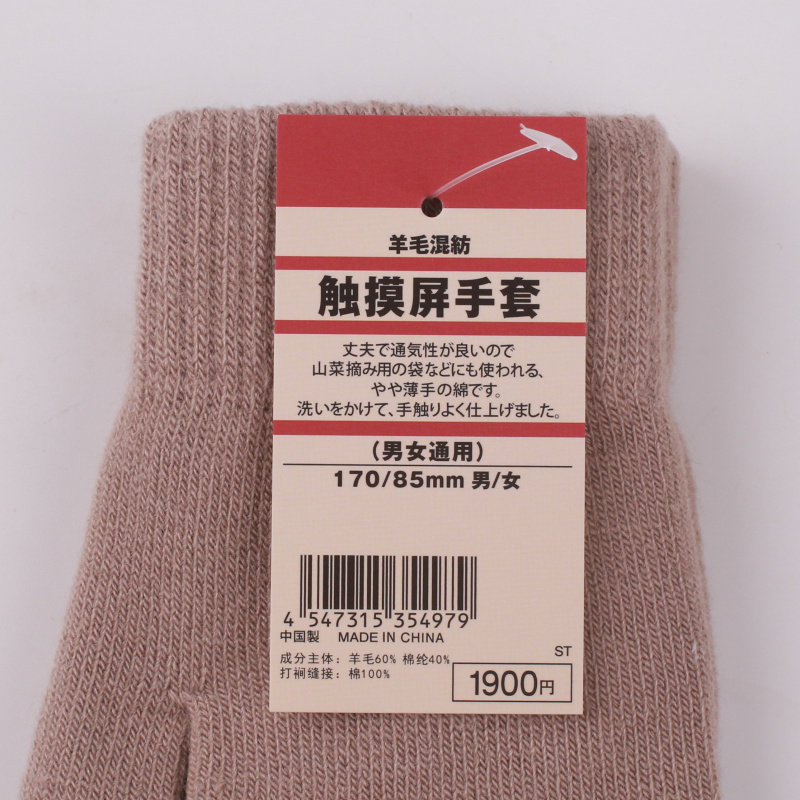 羊毛混紡
触摸屏手套
丈夫で通気性が良いので
山菜摘み用の袋などにも使われる、
やや薄手の綿です。
洗いをかけて、手触りよく仕上げました。
（男女通用）
170/85mm 男/女
4 547315 354979
中国製 MADE IN CHINA
ST
成分主体：羊毛60% 棉纶40%
打裥缝接：棉100%
1900円